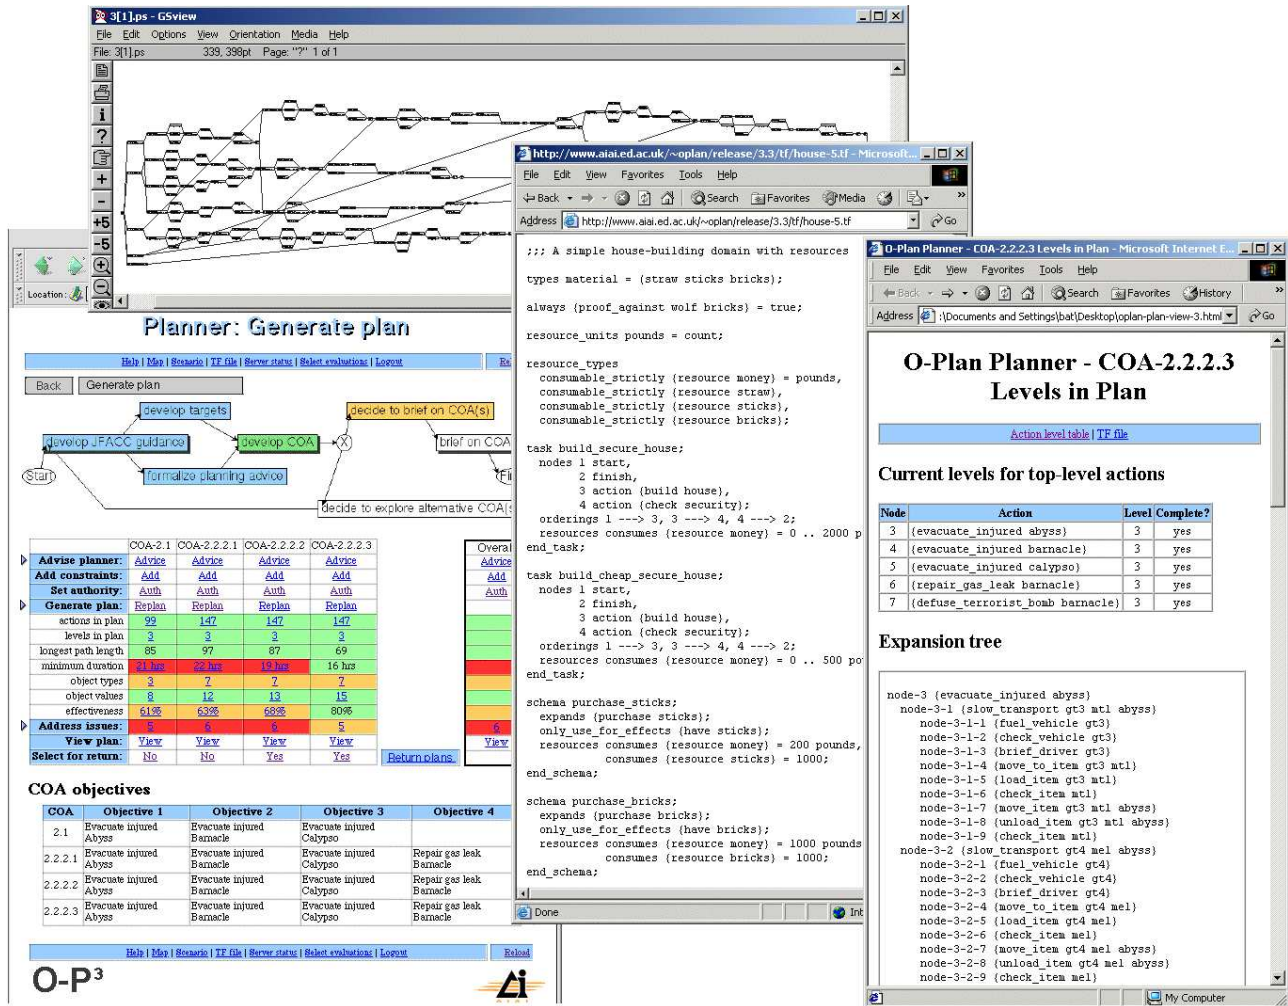 3[1].ps - GSview
File Edit Options View Orientation Media Help
File: 3[1].ps 339, 398pt Page: "?" 1 of 1
i
?
+
-
+5
-5
Location:
Planner: Generate plan
Help | Map | Scenario | TF file | Server status | Select evaluations | Logout
Back Generate plan
develop targets
decide to brief on COA(s)
develop JFACC guidance
develop COA
X
brief on COA
Start
formalize planning advice
decide to explore alternative COA(s
COA-2.1 COA-2.2.2.1 COA-2.2.2.2 COA-2.2.2.3 Overal
Advise planner: Advice Advice Advice Advice Advice
Add constraints: Add Add Add Add Add
Set authority: Auth Auth Auth Auth Auth
Generate plan: Replan Replan Replan Replan
actions in plan 99 147 147 147
levels in plan 3 3 3 3
longest path length 85 97 87 69
minimum duration 21 hrs 22 hrs 19 hrs 16 hrs
object types 3 7 7 7
object values 8 12 13 15
effectiveness 61% 63% 68% 80%
Address issues: 5 6 6 5 6
View plan: View View View View View
Select for return: No No Yes Yes Return plans
COA objectives
COA Objective 1 Objective 2 Objective 3 Objective 4
2.1 Evacuate injured Abyss Evacuate injured Barnacle Evacuate injured Calypso
2.2.2.1 Evacuate injured Abyss Evacuate injured Barnacle Evacuate injured Calypso Repair gas leak Barnacle
2.2.2.2 Evacuate injured Abyss Evacuate injured Barnacle Evacuate injured Calypso Repair gas leak Barnacle
2.2.2.3 Evacuate injured Abyss Evacuate injured Barnacle Evacuate injured Calypso Repair gas leak Barnacle
Help | Map | Scenario | TF file | Server status | Select evaluations | Logout Reload
O-P³
AIAI
http://www.aiai.ed.ac.uk/~oplan/release/3.3/tf/house-5.tf - Microsoft...
File Edit View Favorites Tools Help
Back Search Favorites Media
Address http://www.aiai.ed.ac.uk/~oplan/release/3.3/tf/house-5.tf Go
;;; A simple house-building domain with resources
types material = (straw sticks bricks);
always {proof_against wolf bricks} = true;
resource_units pounds = count;
resource_types
consumable_strictly {resource money} = pounds,
consumable_strictly {resource straw},
consumable_strictly {resource sticks},
consumable_strictly {resource bricks};
task build_secure_house;
nodes 1 start,
2 finish,
3 action {build house},
4 action {check security};
orderings 1 ---> 3, 3 ---> 4, 4 ---> 2;
resources consumes {resource money} = 0 .. 2000 p
end_task;
task build_cheap_secure_house;
nodes 1 start,
2 finish,
3 action {build house},
4 action {check security};
orderings 1 ---> 3, 3 ---> 4, 4 ---> 2;
resources consumes {resource money} = 0 .. 500 po
end_task;
schema purchase_sticks;
expands {purchase sticks};
only_use_for_effects {have sticks};
resources consumes {resource money} = 200 pounds,
consumes {resource sticks} = 1000;
end_schema;
schema purchase_bricks;
expands {purchase bricks};
only_use_for_effects {have bricks};
resources consumes {resource money} = 1000 pounds
consumes {resource bricks} = 1000;
end_schema;
Done Int
O-Plan Planner - COA-2.2.2.3 Levels in Plan - Microsoft Internet E...
File Edit View Favorites Tools Help
Back Search Favorites History
Address :\Documents and Settings\bat\Desktop\oplan-plan-view-3.html Go
O-Plan Planner - COA-2.2.2.3
Levels in Plan
Action level table | TF file
Current levels for top-level actions
Node Action Level Complete?
3 {evacuate_injured abyss} 3 yes
4 {evacuate_injured barnacle} 3 yes
5 {evacuate_injured calypso} 3 yes
6 {repair_gas_leak barnacle} 3 yes
7 {defuse_terrorist_bomb barnacle} 3 yes
Expansion tree
node-3 {evacuate_injured abyss}
node-3-1 {slow_transport gt3 mtl abyss}
node-3-1-1 {fuel_vehicle gt3}
node-3-1-2 {check_vehicle gt3}
node-3-1-3 {brief_driver gt3}
node-3-1-4 {move_to_item gt3 mtl}
node-3-1-5 {load_item gt3 mtl}
node-3-1-6 {check_item mtl}
node-3-1-7 {move_item gt3 mtl abyss}
node-3-1-8 {unload_item gt3 mtl abyss}
node-3-1-9 {check_item mtl}
node-3-2 {slow_transport gt4 mel abyss}
node-3-2-1 {fuel_vehicle gt4}
node-3-2-2 {check_vehicle gt4}
node-3-2-3 {brief_driver gt4}
node-3-2-4 {move_to_item gt4 mel}
node-3-2-5 {load_item gt4 mel}
node-3-2-6 {check_item mel}
node-3-2-7 {move_item gt4 mel abyss}
node-3-2-8 {unload_item gt4 mel abyss}
node-3-2-9 {check_item mel}
My Computer